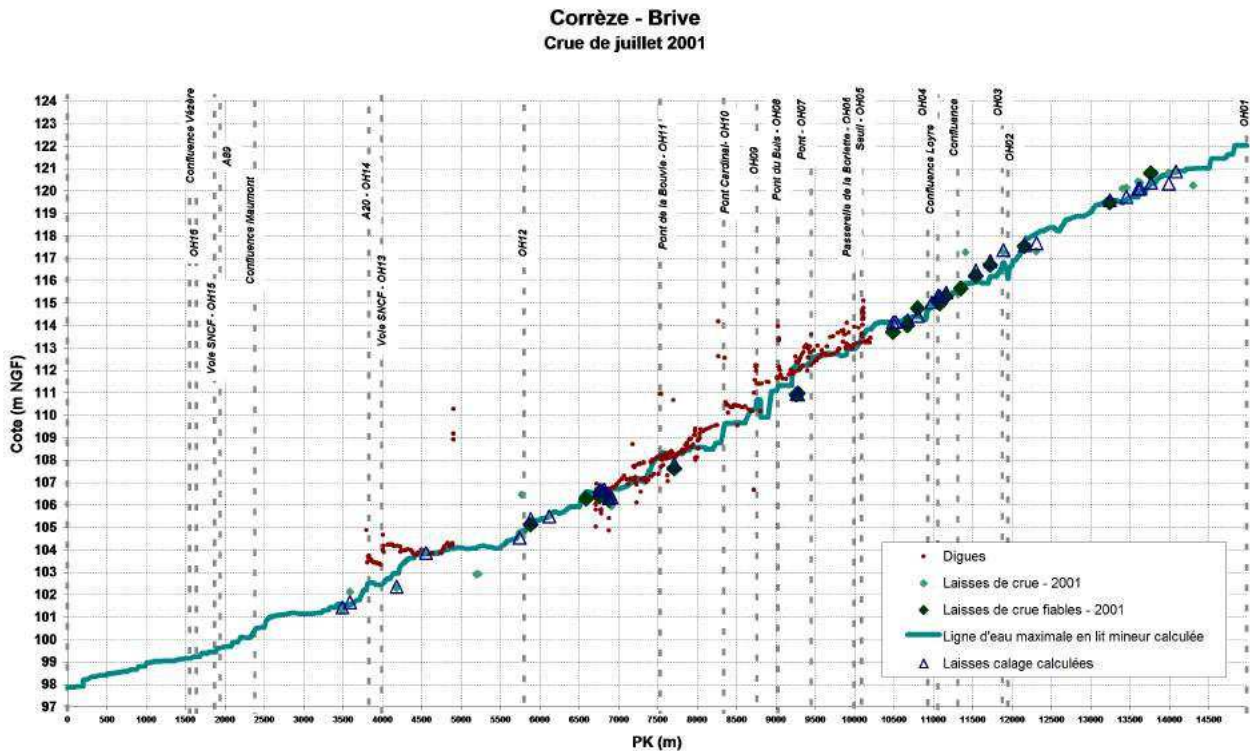 Corrèze - Brive
Crue de juillet 2001
Cote (m NGF)
124
123
122
121
120
119
118
117
116
115
114
113
112
111
110
109
108
107
106
105
104
103
102
101
100
99
98
97
OH16
Confluence Vézère
Voie SNCF - OH15
A89
Confluence Maumont
A20 - OH14
Voie SNCF - OH13
OH12
Pont de la Bouvie - OH11
Pont Cardinal- OH10
OH09
Pont du Buis - OH08
Pont - OH07
Passerelle de la Borlette - OH06
Seuil - OH05
OH04
Confluence Loyre
Confluence
OH03
OH02
OH01
Digues
Laisses de crue - 2001
Laisses de crue fiables - 2001
Ligne d'eau maximale en lit mineur calculée
Laisses calage calculées
0 500 1000 1500 2000 2500 3000 3500 4000 4500 5000 5500 6000 6500 7000 7500 8000 8500 9000 9500 10000 10500 11000 11500 12000 12500 13000 13500 14000 14500
PK (m)